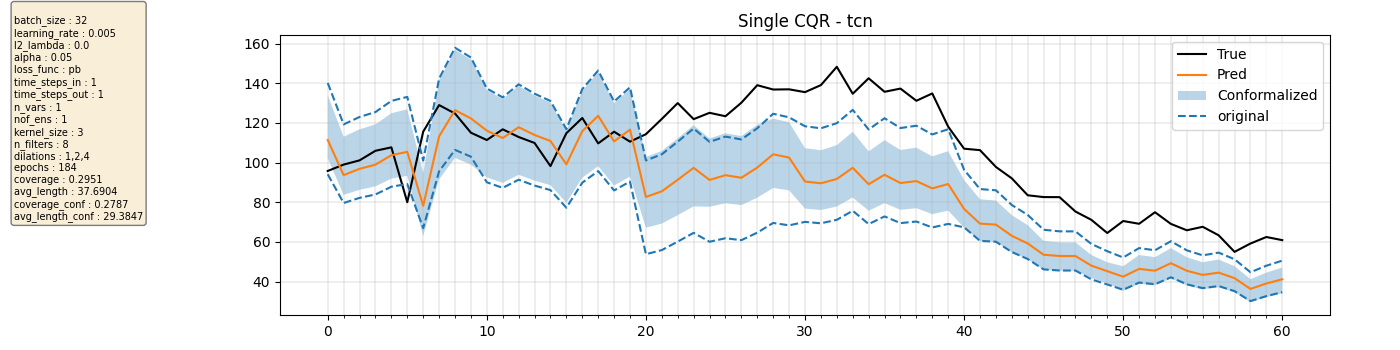 batch_size : 32
learning_rate : 0.005
l2_lambda : 0.0
alpha : 0.05
loss_func : pb
time_steps_in : 1
time_steps_out : 1
n_vars : 1
nof_ens : 1
kernel_size : 3
n_filters : 8
dilations : 1,2,4
epochs : 184
coverage : 0.2951
avg_length : 37.6904
coverage_conf : 0.2787
avg_length_conf : 29.3847
Single CQR - tcn
160
140
120
100
80
60
40
0 10 20 30 40 50 60
True
Pred
Conformalized
original